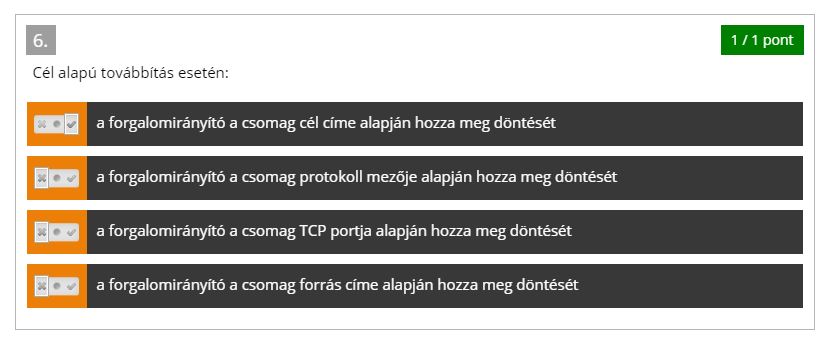 6.
1 / 1 pont
Cél alapú továbbítás esetén:
a forgalomirányító a csomag cél címe alapján hozza meg döntését
a forgalomirányító a csomag protokoll mezője alapján hozza meg döntését
a forgalomirányító a csomag TCP portja alapján hozza meg döntését
a forgalomirányító a csomag forrás címe alapján hozza meg döntését